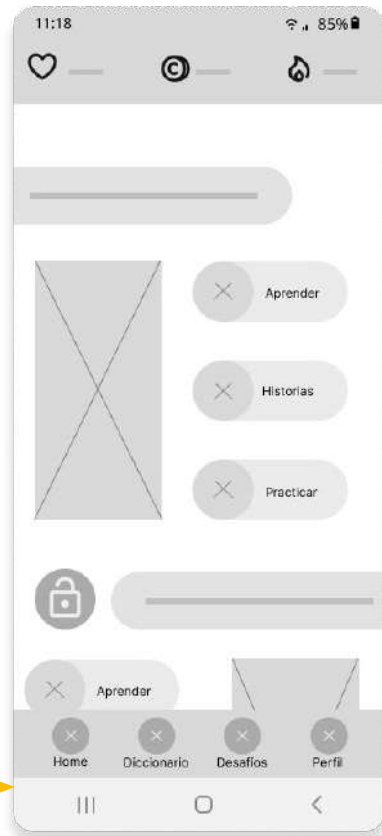 11:18 85%
Aprender
Historias
Practicar
Aprender
Home Diccionario Desafíos Perfil